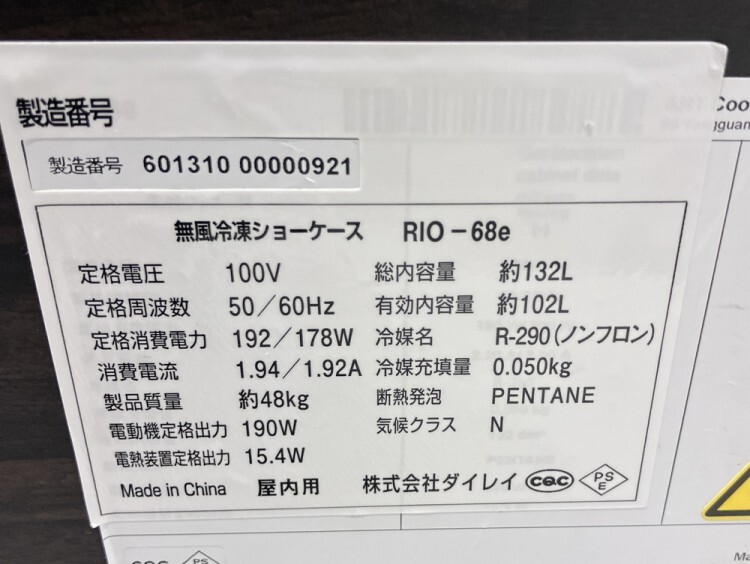 製造番号
製造番号 601310 00000921
無風冷凍ショーケース RIO-68e
定格電圧 100V 総内容量 約132L
定格周波数 50/60Hz 有効内容量 約102L
定格消費電力 192/178W 冷媒名 R-290(ノンフロン)
消費電流 1.94/1.92A 冷媒充填量 0.050kg
製品質量 約48kg 断熱発泡 PENTANE
電動機定格出力 190W 気候クラス N
電熱装置定格出力 15.4W
Made in China 屋内用 株式会社ダイレイ CQC PSE
Coo
CQC PS
Ma